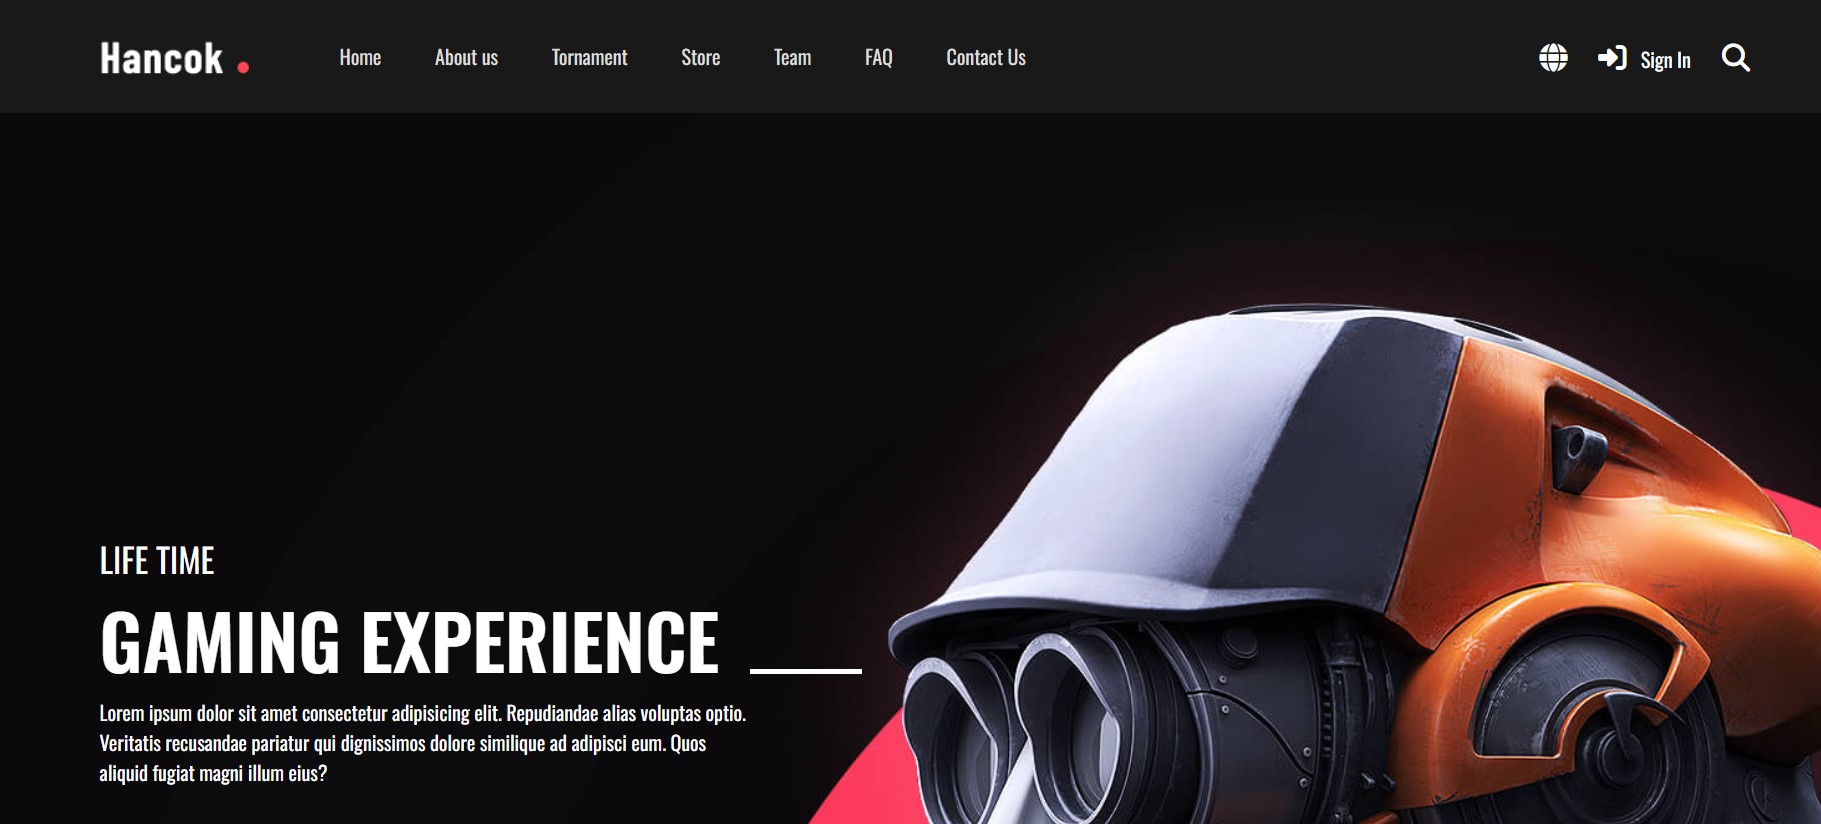 Hancok
Home About us Tornament Store Team FAQ Contact Us Sign In
LIFE TIME
GAMING EXPERIENCE
Lorem ipsum dolor sit amet consectetur adipisicing elit. Repudiandae alias voluptas optio.
Veritatis recusandae pariatur qui dignissimos dolore similique ad adipisci eum. Quos
aliquid fugiat magni illum eius?